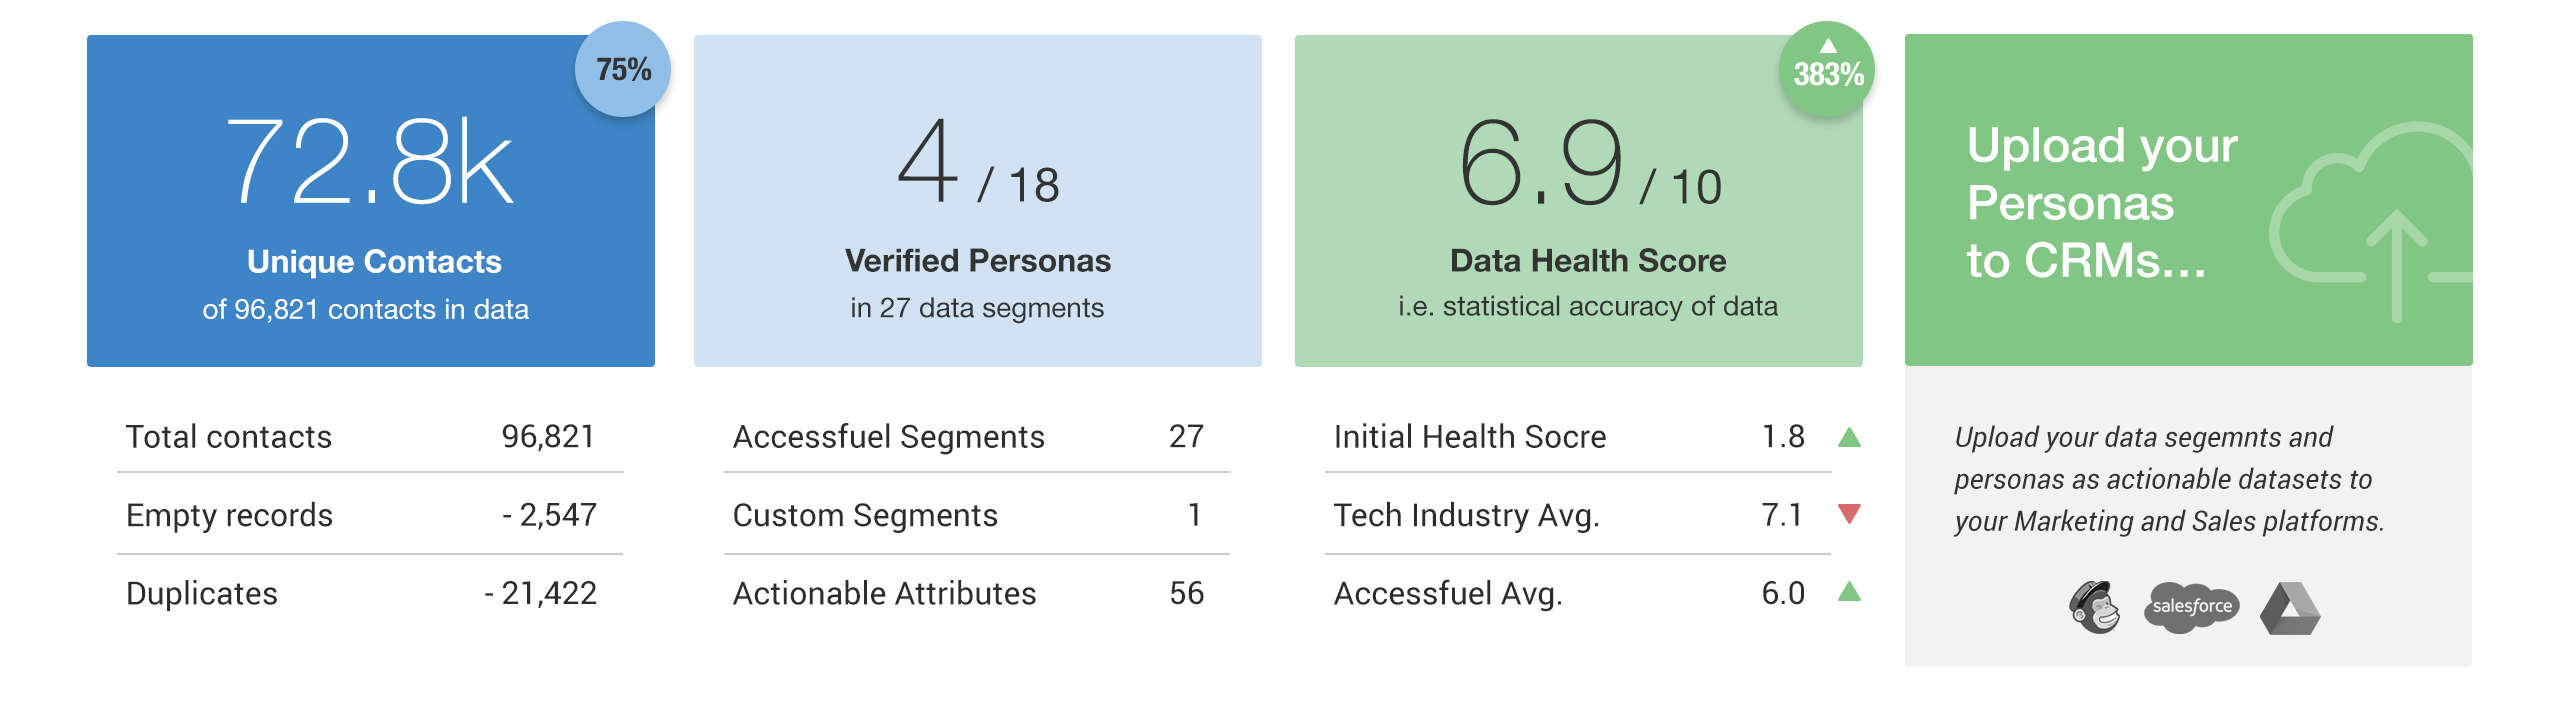 75%
72.8k
Unique Contacts
of 96,821 contacts in data
Total contacts 96,821
Empty records - 2,547
Duplicates - 21,422
4 / 18
Verified Personas
in 27 data segments
Accessfuel Segments 27
Custom Segments 1
Actionable Attributes 56
383%
6.9 / 10
Data Health Score
i.e. statistical accuracy of data
Initial Health Socre 1.8
Tech Industry Avg. 7.1
Accessfuel Avg. 6.0
Upload your
Personas
to CRMs...
Upload your data segemnts and
personas as actionable datasets to
your Marketing and Sales platforms.
salesforce